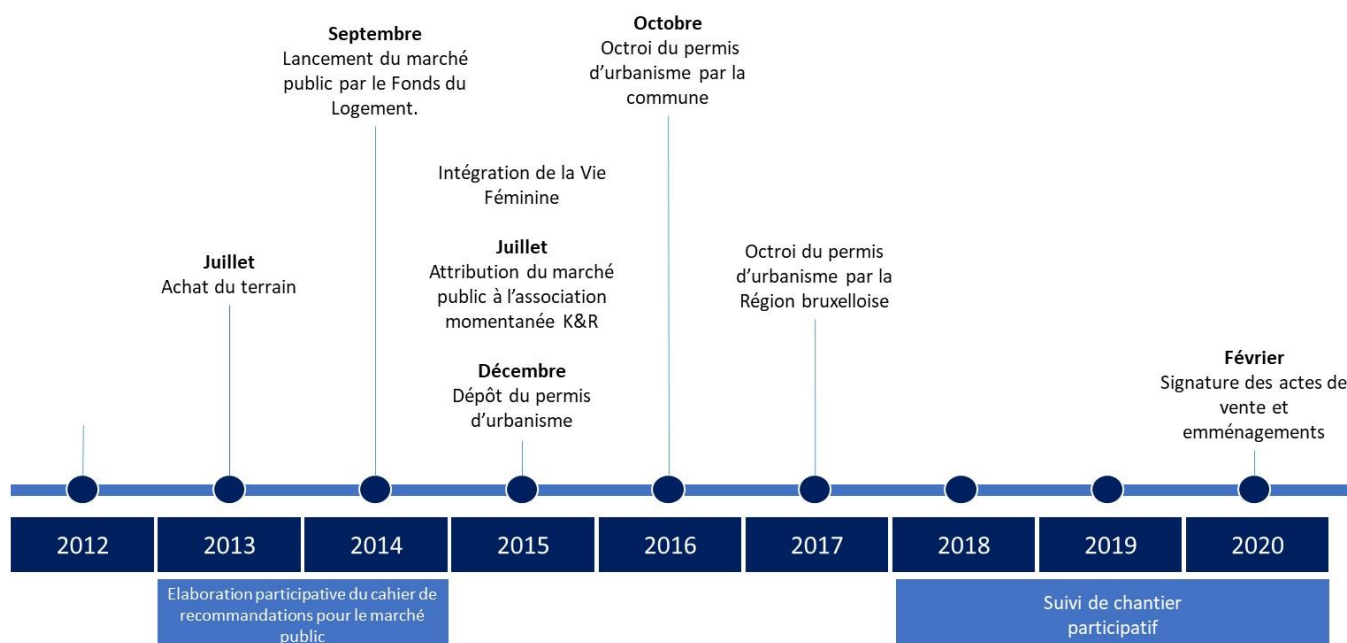 Septembre
Lancement du marché
public par le Fonds du
Logement.
Octobre
Octroi du permis
d’urbanisme par la
commune
Intégration de la Vie
Féminine
Juillet
Achat du terrain
Juillet
Attribution du marché
public à l’association
momentanée K&R
Octroi du permis
d’urbanisme par la
Région bruxelloise
Décembre
Dépôt du permis
d’urbanisme
Février
Signature des actes de
vente et
emménagements
2012
2013
2014
2015
2016
2017
2018
2019
2020
Elaboration participative du cahier de
recommandations pour le marché
public
Suivi de chantier
participatif